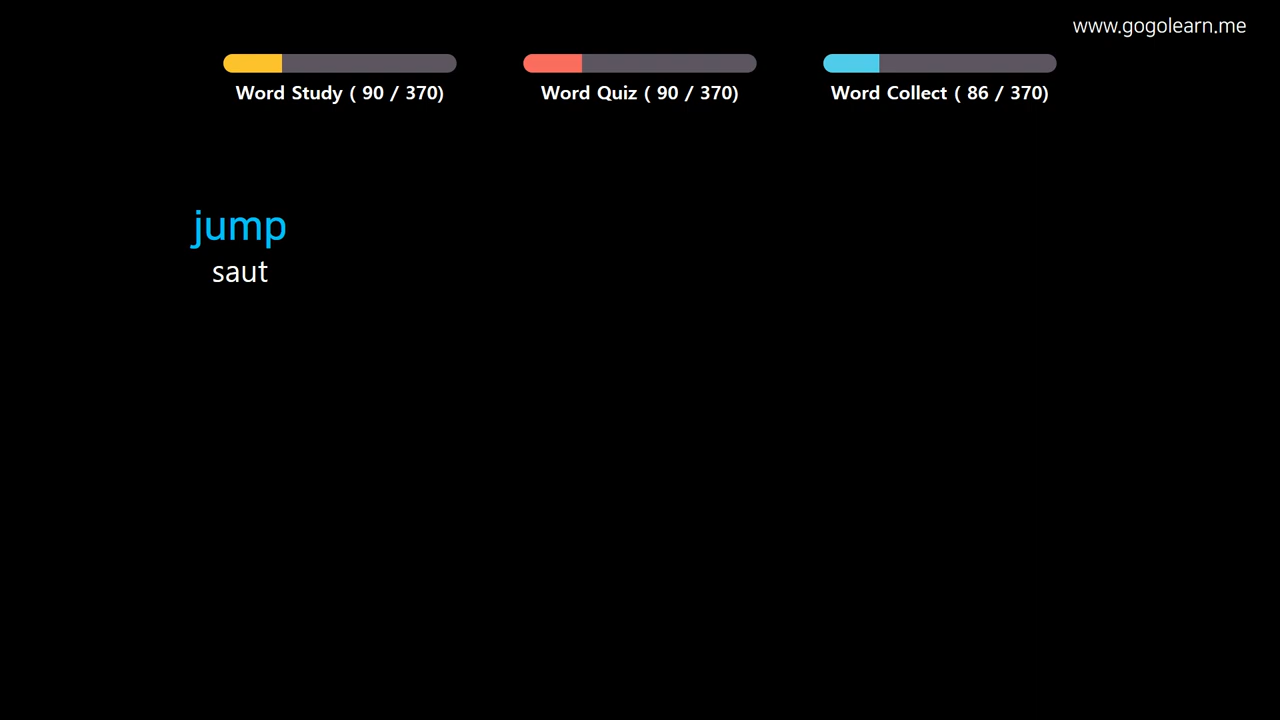 www.gogolearn.me
Word Study ( 90 / 370)
Word Quiz ( 90 / 370)
Word Collect ( 86 / 370)
jump
saut